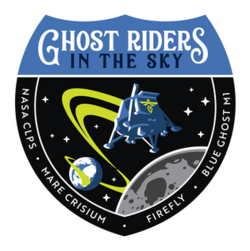 GHOST RIDERS
IN THE SKY
NASA CLPS • MARE CRISIUM • FIREFLY • BLUE GHOST M1